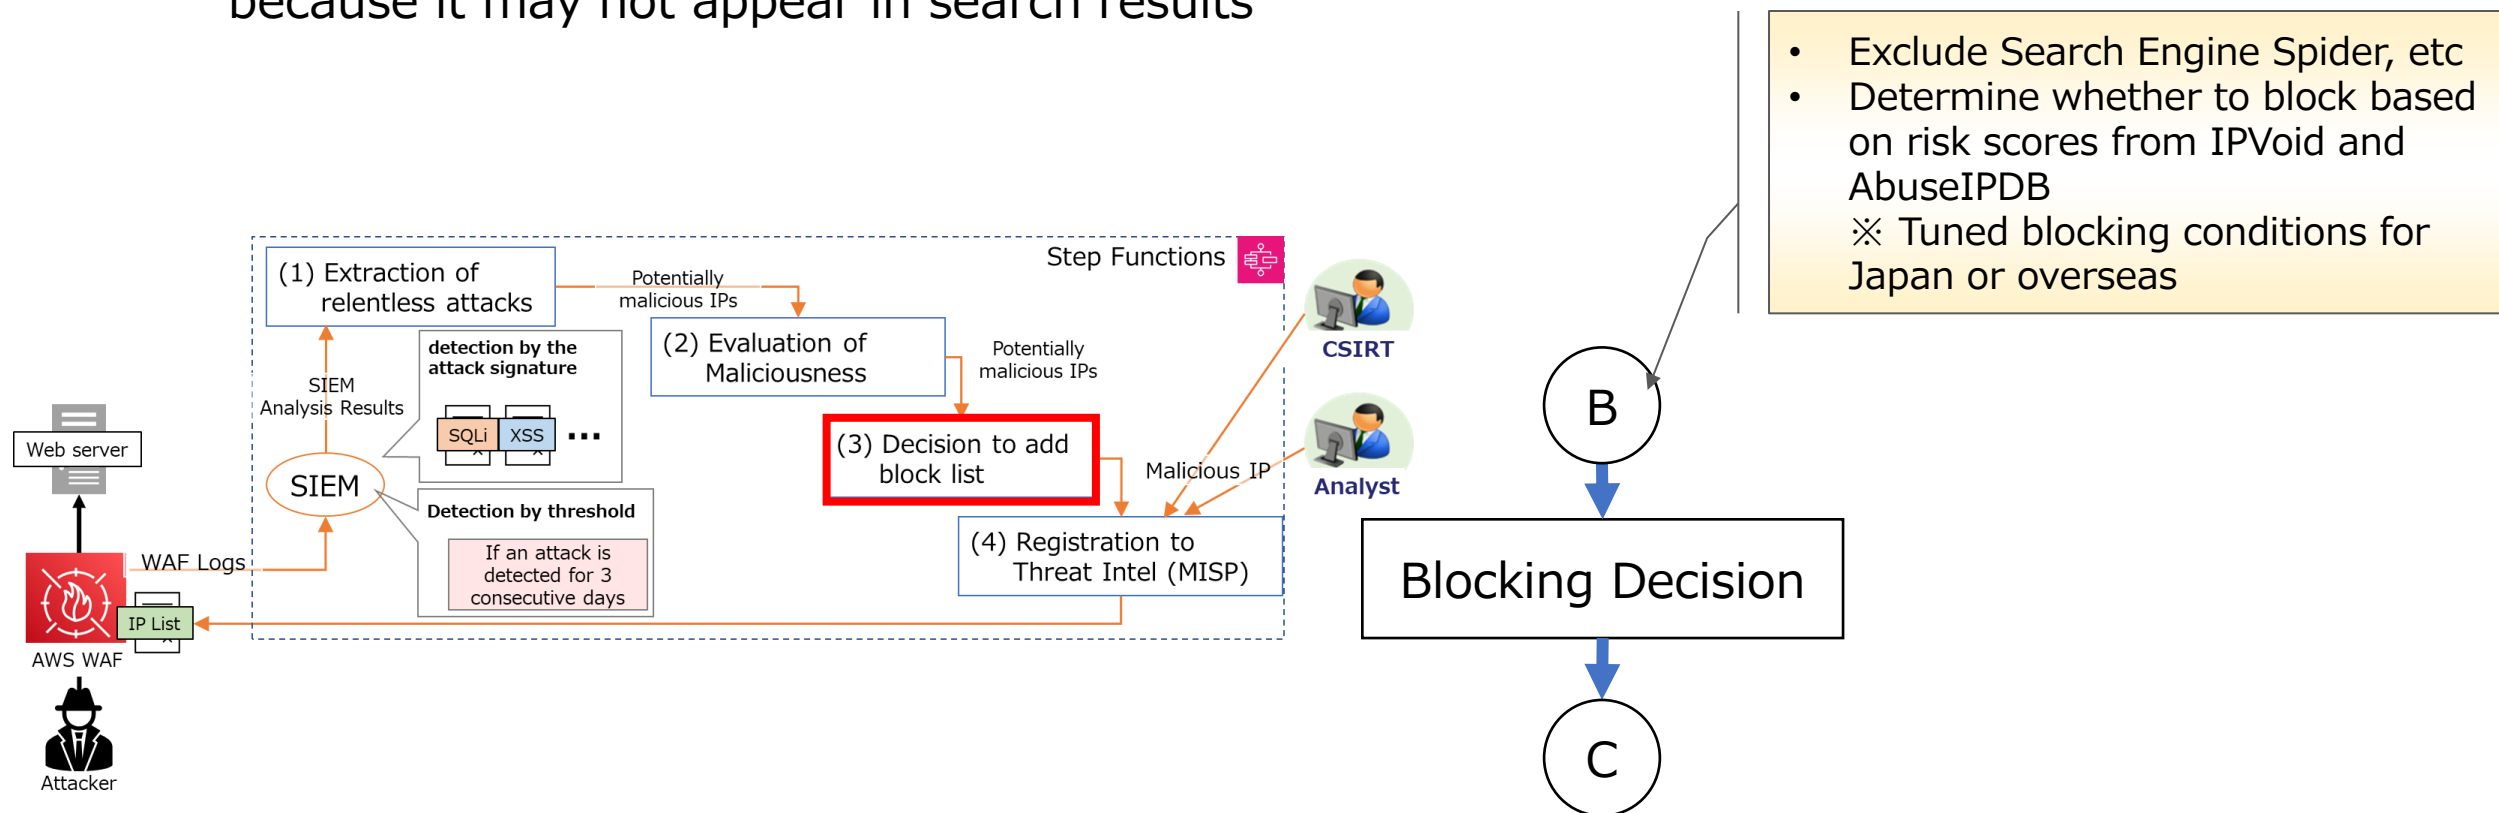 because it may not appear in search results
• Exclude Search Engine Spider, etc
• Determine whether to block based
on risk scores from IPVoid and
AbuseIPDB
※ Tuned blocking conditions for
Japan or overseas
Step Functions
(1) Extraction of
relentless attacks
Potentially
malicious IPs
(2) Evaluation of
Maliciousness
Potentially
malicious IPs
(3) Decision to add
block list
Malicious IP
(4) Registration to
Threat Intel (MISP)
CSIRT
Analyst
detection by the
attack signature
SQLi
XSS
...
SIEM
Analysis Results
SIEM
Detection by threshold
If an attack is
detected for 3
consecutive days
Web server
WAF Logs
IP List
AWS WAF
Attacker
B
Blocking Decision
C